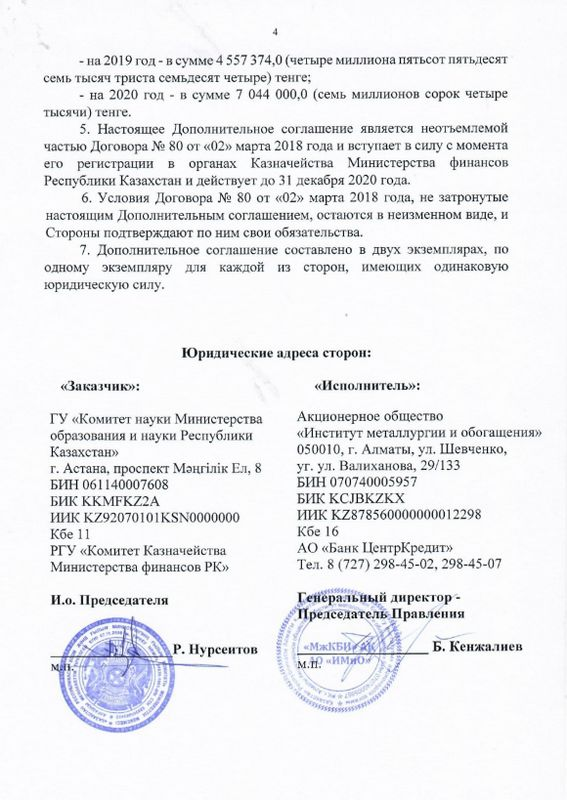 4
- на 2019 год - в сумме 4 557 374,0 (четыре миллиона пятьсот пятьдесят
семь тысяч триста семьдесят четыре) тенге;
- на 2020 год - в сумме 7 044 000,0 (семь миллионов сорок четыре
тысячи) тенге.
5. Настоящее Дополнительное соглашение является неотъемлемой
частью Договора № 80 от «02» марта 2018 года и вступает в силу с момента
его регистрации в органах Казначейства Министерства финансов
Республики Казахстан и действует до 31 декабря 2020 года.
6. Условия Договора № 80 от «02» марта 2018 года, не затронутые
настоящим Дополнительным соглашением, остаются в неизменном виде, и
Стороны подтверждают по ним свои обязательства.
7. Дополнительное соглашение составлено в двух экземплярах, по
одному экземпляру для каждой из сторон, имеющих одинаковую
юридическую силу.
Юридические адреса сторон:
«Заказчик»:
ГУ «Комитет науки Министерства
образования и науки Республики
Казахстан»
г. Астана, проспект Мәңгілік Ел, 8
БИН 061140007608
БИК KKMFKZ2A
ИИК KZ92070101KSN0000000
Кбе 11
РГУ «Комитет Казначейства
Министерства финансов РК»
И.о. Председателя
Р. Нурсеитов
м.п.
«Исполнитель»:
Акционерное общество
«Институт металлургии и обогащения»
050010, г. Алматы, ул. Шевченко,
уг. ул. Валиханова, 29/133
БИН 070740005957
БИК KCJBKZKX
ИИК KZ878560000000012298
Кбе 16
АО «Банк ЦентрКредит»
Тел. 8 (727) 298-45-02, 298-45-07
Генеральный директор -
Председатель Правления
Б. Кенжалиев
м.п.
«МжКБИ» АҚ
АО «ИМиО»